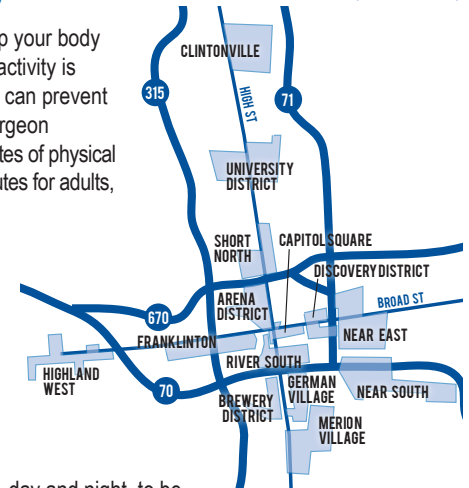 p your body
activity is
can prevent
rgeon
tes of physical
utes for adults,
CLINTONVILLE
315
HIGH ST
71
UNIVERSITY
DISTRICT
SHORT
NORTH
CAPITOL SQUARE
DISCOVERY DISTRICT
ARENA
DISTRICT
BROAD ST
670
FRANKLINTON
NEAR EAST
RIVER SOUTH
HIGHLAND
WEST
70
GERMAN
VILLAGE
NEAR SOUTH
BREWERY
DISTRICT
MERION
VILLAGE
day and night, to be